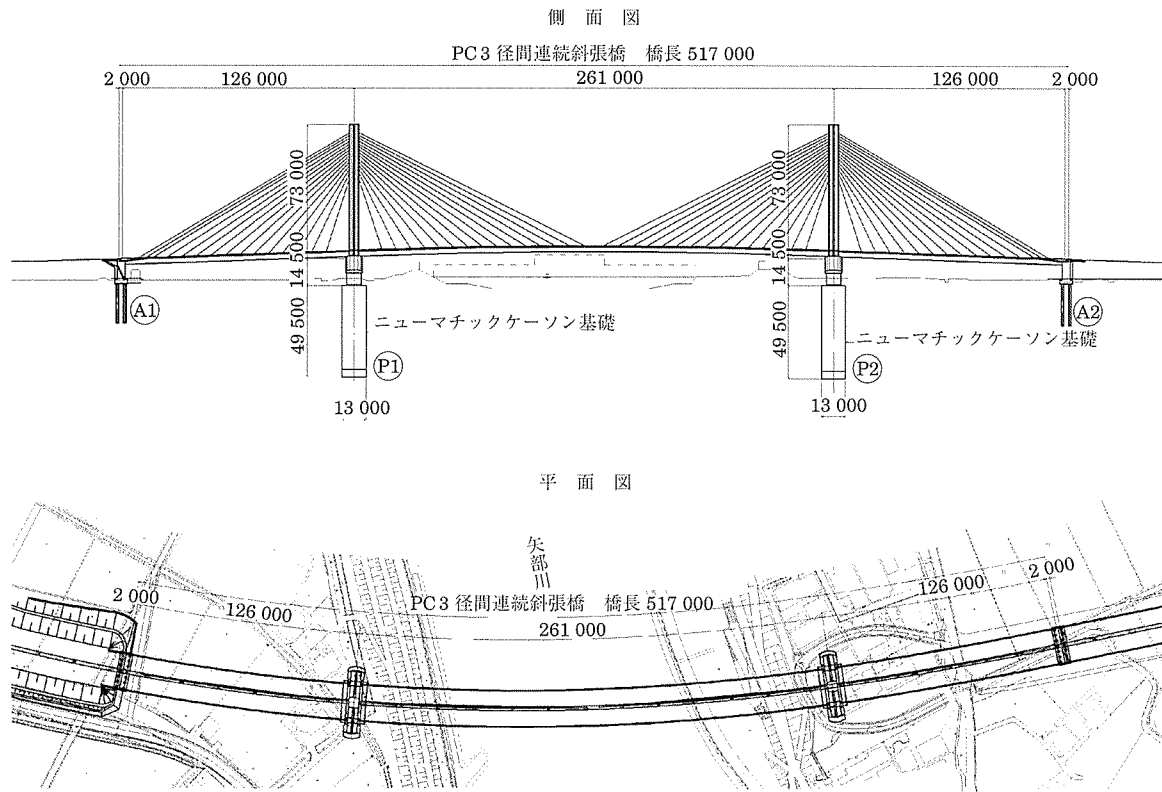 側 面 図
PC3 径間連続斜張橋 橋長 517 000
2 000 126 000 261 000 126 000 2 000
73 000
14 500
49 500
73 000
14 500
49 500
A1
ニューマチックケーソン基礎
P1
13 000
A2
ニューマチックケーソン基礎
P2
13 000
平 面 図
矢部川
2 000 126 000
PC3 径間連続斜張橋 橋長 517 000
261 000
126 000 2 000